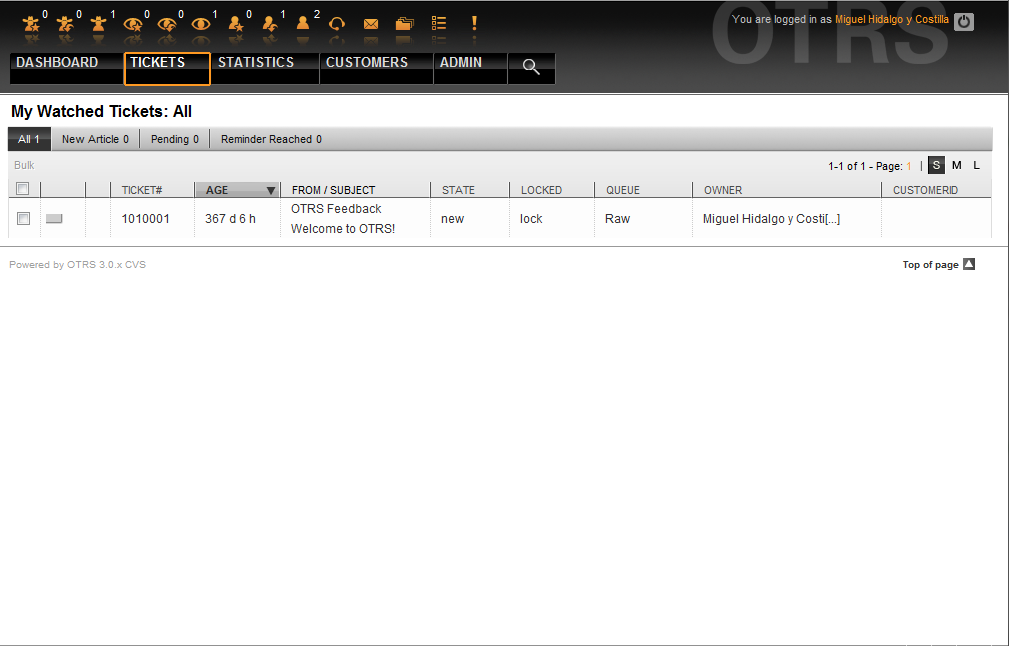 0 0 1 0 0 1 0 1 2
You are logged in as Miguel Hidalgo y Costilla
OTRS
DASHBOARD TICKETS STATISTICS CUSTOMERS ADMIN
My Watched Tickets: All
All 1 New Article 0 Pending 0 Reminder Reached 0
Bulk 1-1 of 1 - Page: 1 | S M L
TICKET# AGE FROM / SUBJECT STATE LOCKED QUEUE OWNER CUSTOMERID
OTRS Feedback
1010001 367 d 6 h new lock Raw Miguel Hidalgo y Costi[...]
Welcome to OTRS!
Powered by OTRS 3.0.x CVS Top of page